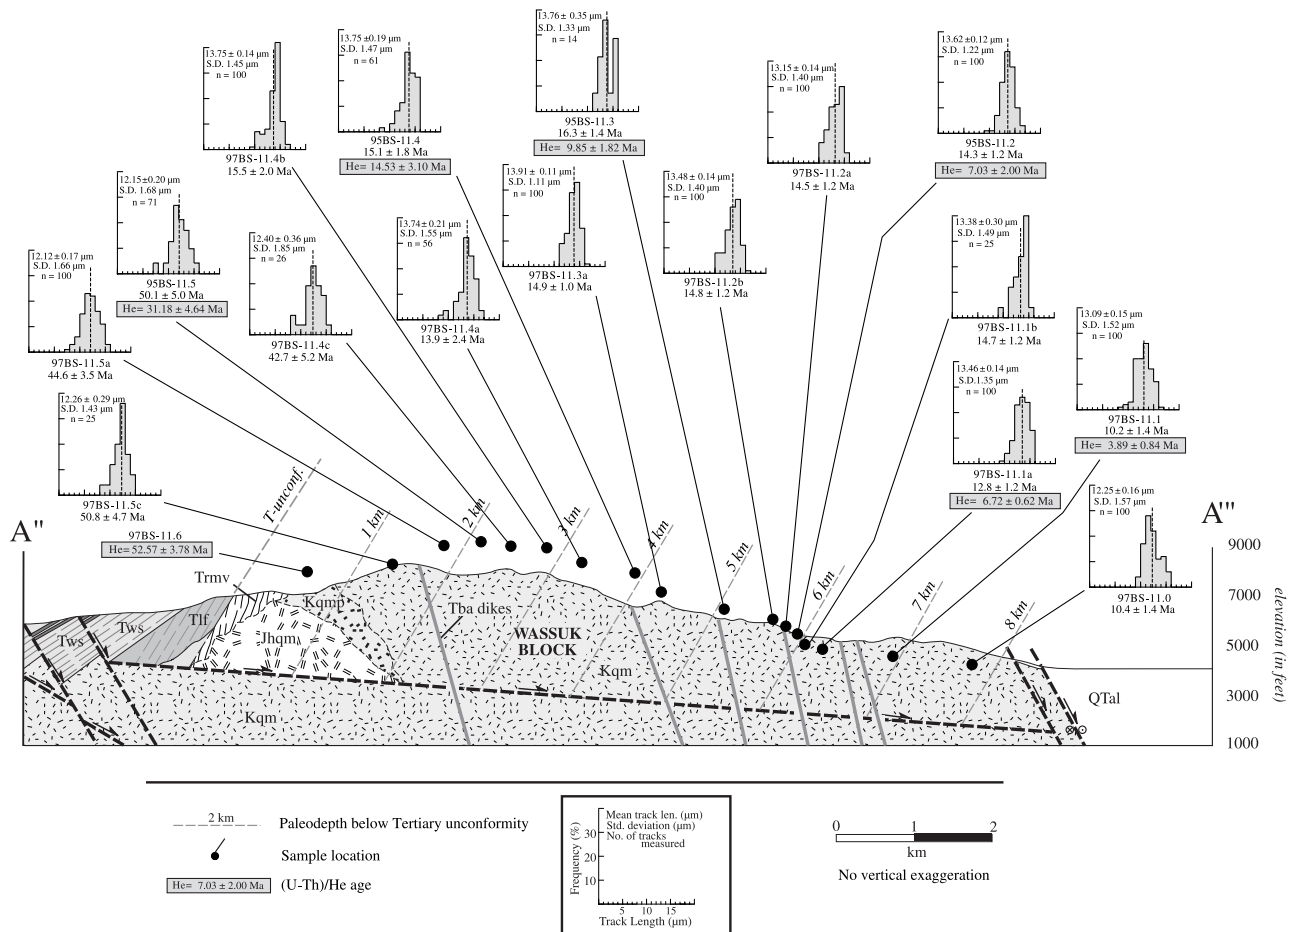 13.75 ± 0.14 μm
S.D. 1.45 μm
n = 100
97BS-11.4b
15.5 ± 2.0 Ma
13.75 ±0.19 μm
S.D. 1.47 μm
n = 61
95BS-11.4
15.1 ± 1.8 Ma
He= 14.53 ± 3.10 Ma
13.76 ± 0.35 μm
S.D. 1.33 μm
n = 14
95BS-11.3
16.3 ± 1.4 Ma
He= 9.85 ± 1.82 Ma
13.15 ± 0.14 μm
S.D. 1.40 μm
n = 100
97BS-11.2a
14.5 ± 1.2 Ma
13.62 ± 0.12 μm
S.D. 1.22 μm
n = 100
95BS-11.2
14.3 ± 1.2 Ma
He= 7.03 ± 2.00 Ma
12.15±0.20 μm
S.D. 1.68 μm
n = 71
95BS-11.5
50.1 ± 5.0 Ma
He= 31.18 ± 4.64 Ma
13.91 ± 0.11 μm
S.D. 1.11 μm
n = 100
97BS-11.3a
14.9 ± 1.0 Ma
13.48 ± 0.14 μm
S.D. 1.40 μm
n = 100
97BS-11.2b
14.8 ± 1.2 Ma
12.12 ± 0.17 μm
S.D. 1.66 μm
n = 100
97BS-11.5a
44.6 ± 3.5 Ma
12.40 ± 0.36 μm
S.D. 1.85 μm
n = 26
97BS-11.4c
42.7 ± 5.2 Ma
13.74 ± 0.21 μm
S.D. 1.55 μm
n = 56
97BS-11.4a
13.9 ± 2.4 Ma
13.38 ± 0.30 μm
S.D. 1.49 μm
n = 25
97BS-11.1b
14.7 ± 1.2 Ma
13.09 ± 0.15 μm
S.D. 1.52 μm
n = 100
97BS-11.1
10.2 ± 1.4 Ma
He= 3.89 ± 0.84 Ma
12.26 ± 0.29 μm
S.D. 1.43 μm
n = 25
97BS-11.5c
50.8 ± 4.7 Ma
13.46 ± 0.14 μm
S.D.1.35 μm
n = 100
97BS-11.1a
12.8 ± 1.2 Ma
He= 6.72 ± 0.62 Ma
12.25 ± 0.16 μm
S.D. 1.57 μm
n = 100
97BS-11.0
10.4 ± 1.4 Ma
97BS-11.6
He= 52.57 ± 3.78 Ma
A''
A'''
T-unconf.
1 km
2 km
3 km
4 km
5 km
6 km
7 km
8 km
9000
7000
5000
3000
1000
elevation (in feet)
Trmv
Tws
Tws
Tlf
Kqmp
Jhqm
Tba dikes
WASSUK
BLOCK
Kqm
Kqm
QTal
2 km
Paleodepth below Tertiary unconformity
Sample location
He= 7.03 ± 2.00 Ma
(U-Th)/He age
Mean track len. (μm)
Std. deviation (μm)
No. of tracks
measured
Frequency (%)
30
20
10
5 10 15
Track Length (μm)
0 1 2
km
No vertical exaggeration